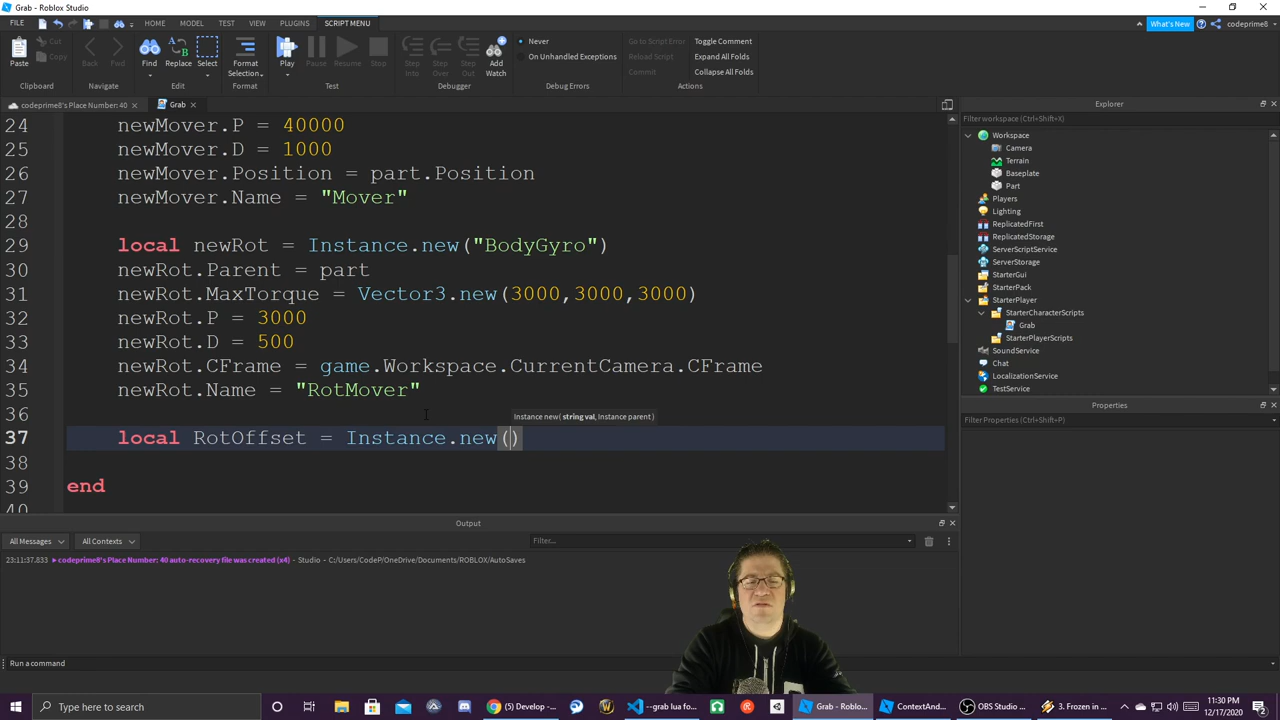 Grab - Roblox Studio
FILE HOME MODEL TEST VIEW PLUGINS SCRIPT MENU What's New codeprime8
Paste Cut Copy Back Fwd Find Replace Select Format Selection... Play Pause Resume Stop Step Into Step Over Step Out Add Watch Never On Unhandled Exceptions Go to Script Error Reload Script Commit Toggle Comment Expand All Folds Collapse All Folds
Clipboard Navigate Edit Format Test Debugger Debug Errors Actions
codeprime8's Place Number: 40 Grab
24 newMover.P = 40000
25 newMover.D = 1000
26 newMover.Position = part.Position
27 newMover.Name = "Mover"
28
29 local newRot = Instance.new("BodyGyro")
30 newRot.Parent = part
31 newRot.MaxTorque = Vector3.new(3000,3000,3000)
32 newRot.P = 3000
33 newRot.D = 500
34 newRot.CFrame = game.Workspace.CurrentCamera.CFrame
35 newRot.Name = "RotMover"
36
Instance new( string val, Instance parent )
37 local RotOffset = Instance.new()
38
39 end
40
Explorer
Filter workspace (Ctrl+Shift+X)
Workspace
Camera
Terrain
Baseplate
Part
Players
Lighting
ReplicatedFirst
ReplicatedStorage
ServerScriptService
ServerStorage
StarterGui
StarterPack
StarterPlayer
StarterCharacterScripts
Grab
StarterPlayerScripts
SoundService
Chat
LocalizationService
TestService
Properties
Filter Properties (Ctrl+Shift+P)
Output
All Messages All Contexts Filter...
23:11:37.833 codeprime8's Place Number: 40 auto-recovery file was created (x4) - Studio - C:/Users/CodeP/OneDrive/Documents/ROBLOX/AutoSaves
Run a command
Type here to search (5) Develop - ... --grab lua fo... Grab - Roblo... ContextAnd... OBS Studio ... 3. Frozen in ... 11:30 PM 12/17/2020 2